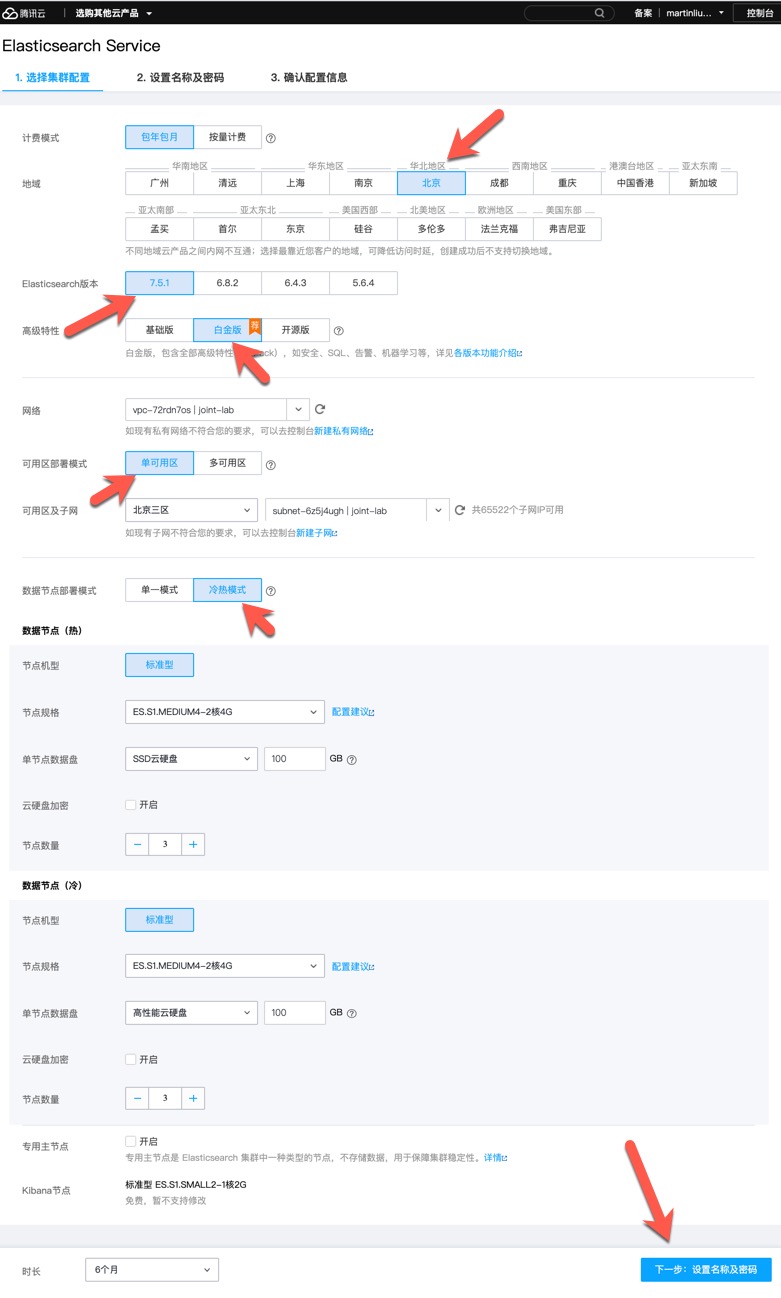 腾讯云 选购其他云产品 备案 martinliu... 控制台
Elasticsearch Service
1. 选择集群配置 2. 设置名称及密码 3. 确认配置信息
计费模式 包年包月 按量计费
华南地区 华东地区 华北地区 西南地区 港澳台地区 亚太东南
地域 广州 清远 上海 南京 北京 成都 重庆 中国香港 新加坡
亚太南部 亚太东北 美国西部 北美地区 欧洲地区 美国东部
孟买 首尔 东京 硅谷 多伦多 法兰克福 弗吉尼亚
不同地域云产品之间内网不互通；选择最靠近您客户的地域，可降低访问时延，创建成功后不支持切换地域。
Elasticsearch版本 7.5.1 6.8.2 6.4.3 5.6.4
高级特性 基础版 白金版 荐 开源版
白金版，包含全部高级特性 ack），如安全、SQL、告警、机器学习等，详见各版本功能介绍
网络 vpc-72rdn7os | joint-lab
如现有私有网络不符合您的要求，可以去控制台新建私有网络
可用区部署模式 单可用区 多可用区
可用区及子网 北京三区 subnet-6z5j4ugh | joint-lab 共65522个子网IP可用
如现有子网不符合您的要求，可以去控制台新建子网
数据节点部署模式 单一模式 冷热模式
数据节点（热）
节点机型 标准型
节点规格 ES.S1.MEDIUM4-2核4G 配置建议
单节点数据盘 SSD云硬盘 100 GB
云硬盘加密 开启
节点数量 − 3 +
数据节点（冷）
节点机型 标准型
节点规格 ES.S1.MEDIUM4-2核4G 配置建议
单节点数据盘 高性能云硬盘 100 GB
云硬盘加密 开启
节点数量 − 3 +
专用主节点 开启
专用主节点是 Elasticsearch 集群中一种类型的节点，不存储数据，用于保障集群稳定性。详情
Kibana节点 标准型 ES.S1.SMALL2-1核2G
免费，暂不支持修改
时长 6个月 下一步：设置名称及密码